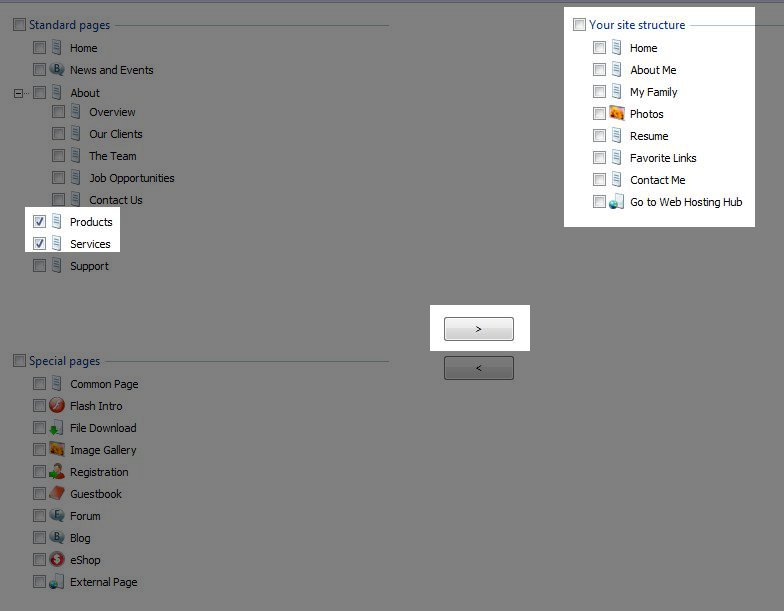 Standard pages
Home
News and Events
About
Overview
Our Clients
The Team
Job Opportunities
Contact Us
Products
Services
Support
Special pages
Common Page
Flash Intro
File Download
Image Gallery
Registration
Guestbook
Forum
Blog
eShop
External Page
>
<
Your site structure
Home
About Me
My Family
Photos
Resume
Favorite Links
Contact Me
Go to Web Hosting Hub